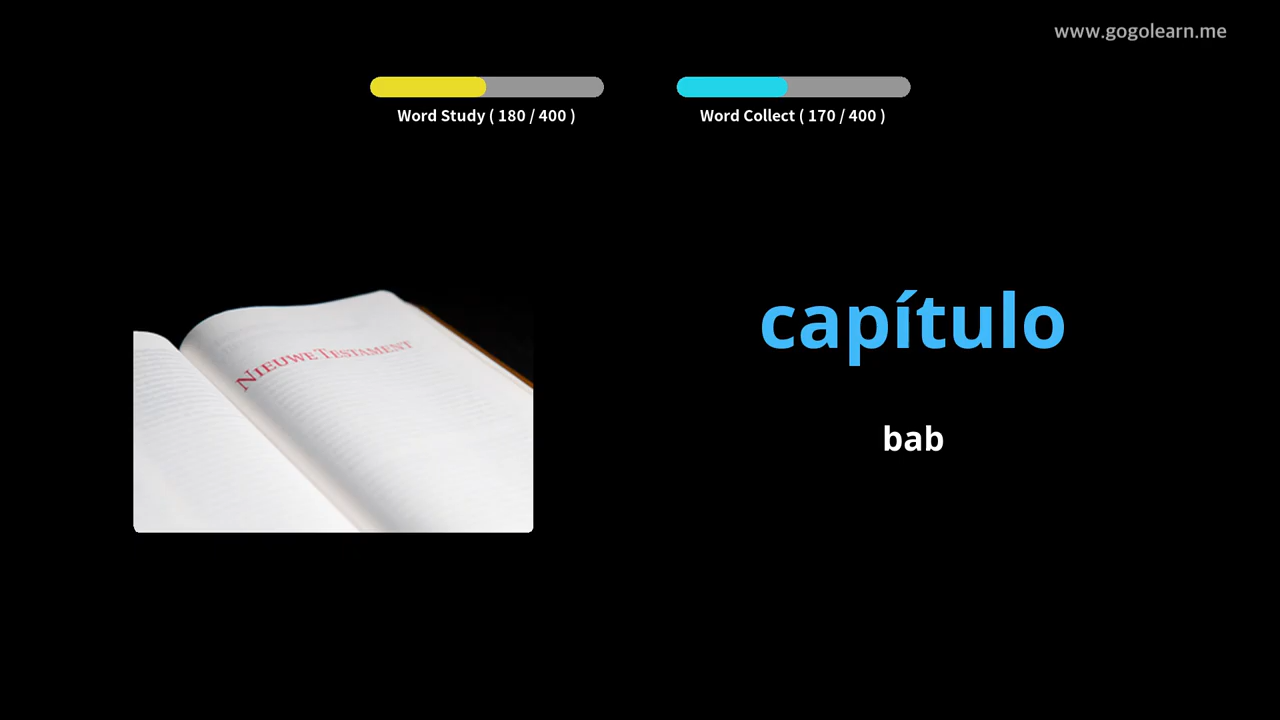 www.gogolearn.me
Word Study ( 180 / 400 )
Word Collect ( 170 / 400 )
NIEUWE TESTAMENT
capítulo
bab